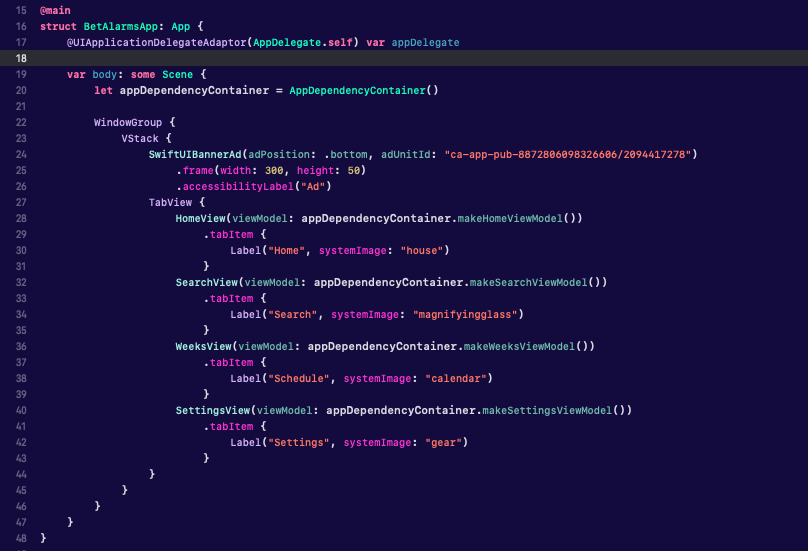 15 @main
16 struct BetAlarmsApp: App {
17     @UIApplicationDelegateAdaptor(AppDelegate.self) var appDelegate
18
19     var body: some Scene {
20         let appDependencyContainer = AppDependencyContainer()
21
22         WindowGroup {
23             VStack {
24                 SwiftUIBannerAd(adPosition: .bottom, adUnitId: "ca-app-pub-8872806098326606/2094417278")
25                     .frame(width: 300, height: 50)
26                     .accessibilityLabel("Ad")
27                 TabView {
28                     HomeView(viewModel: appDependencyContainer.makeHomeViewModel())
29                         .tabItem {
30                             Label("Home", systemImage: "house")
31                         }
32                     SearchView(viewModel: appDependencyContainer.makeSearchViewModel())
33                         .tabItem {
34                             Label("Search", systemImage: "magnifyingglass")
35                         }
36                     WeeksView(viewModel: appDependencyContainer.makeWeeksViewModel())
37                         .tabItem {
38                             Label("Schedule", systemImage: "calendar")
39                         }
40                     SettingsView(viewModel: appDependencyContainer.makeSettingsViewModel())
41                         .tabItem {
42                             Label("Settings", systemImage: "gear")
43                         }
44                 }
45             }
46         }
47     }
48 }